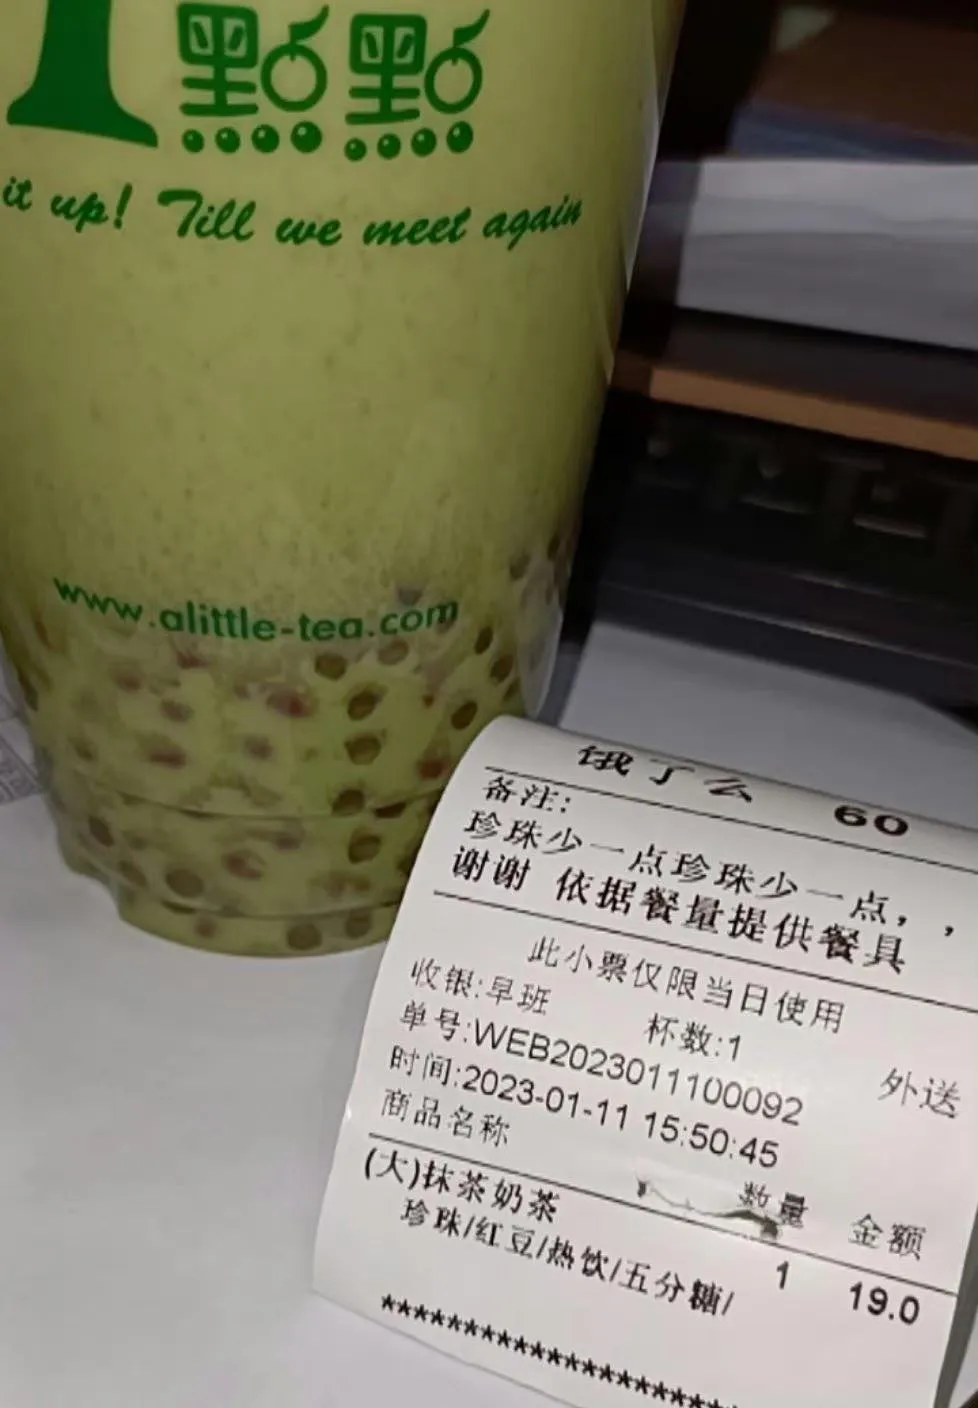 1點點
it up! Till we meet again
www.alittle-tea.com
饿了么 60
备注:
珍珠少一点珍珠少一点，，
谢谢 依据餐量提供餐具
此小票仅限当日使用
收银:早班 杯数:1
单号:WEB2023011100092 外送
时间:2023-01-11 15:50:45
商品名称 数量 金额
(大)抹茶奶茶 1 19.0
珍珠/红豆/热饮/五分糖/